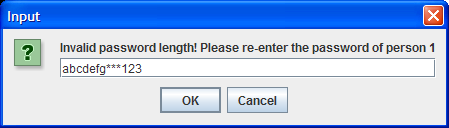 Input
Invalid password length! Please re-enter the password of person 1
abcdefg***123
OK
Cancel